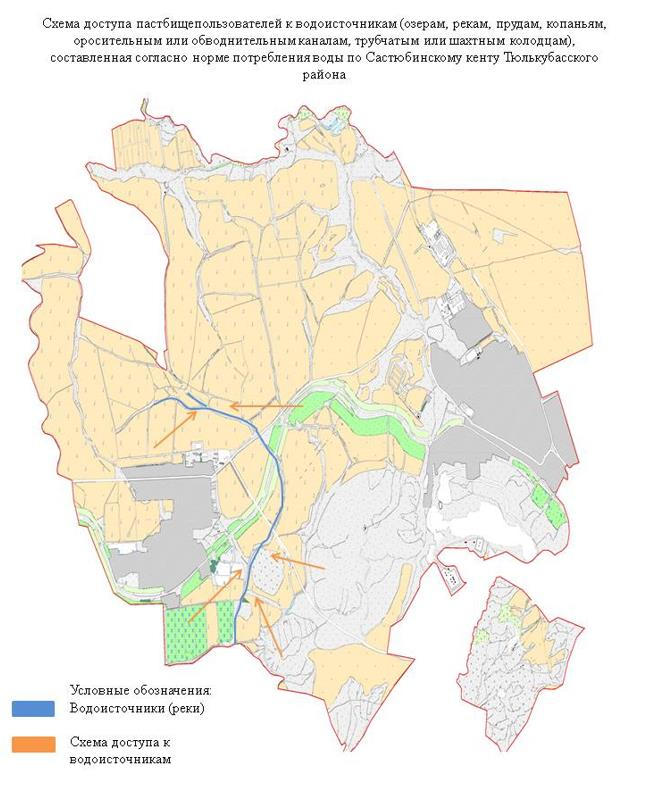 Схема доступа пастбищепользователей к водоисточникам (озерам, рекам, прудам, копаньям,
оросительным или обводнительным каналам, трубчатым или шахтным колодцам),
составленная согласно норме потребления воды по Састюбинскому кенту Тюлькубасского
района
Условные обозначения:
Водоисточники (реки)
Схема доступа к
водоисточникам